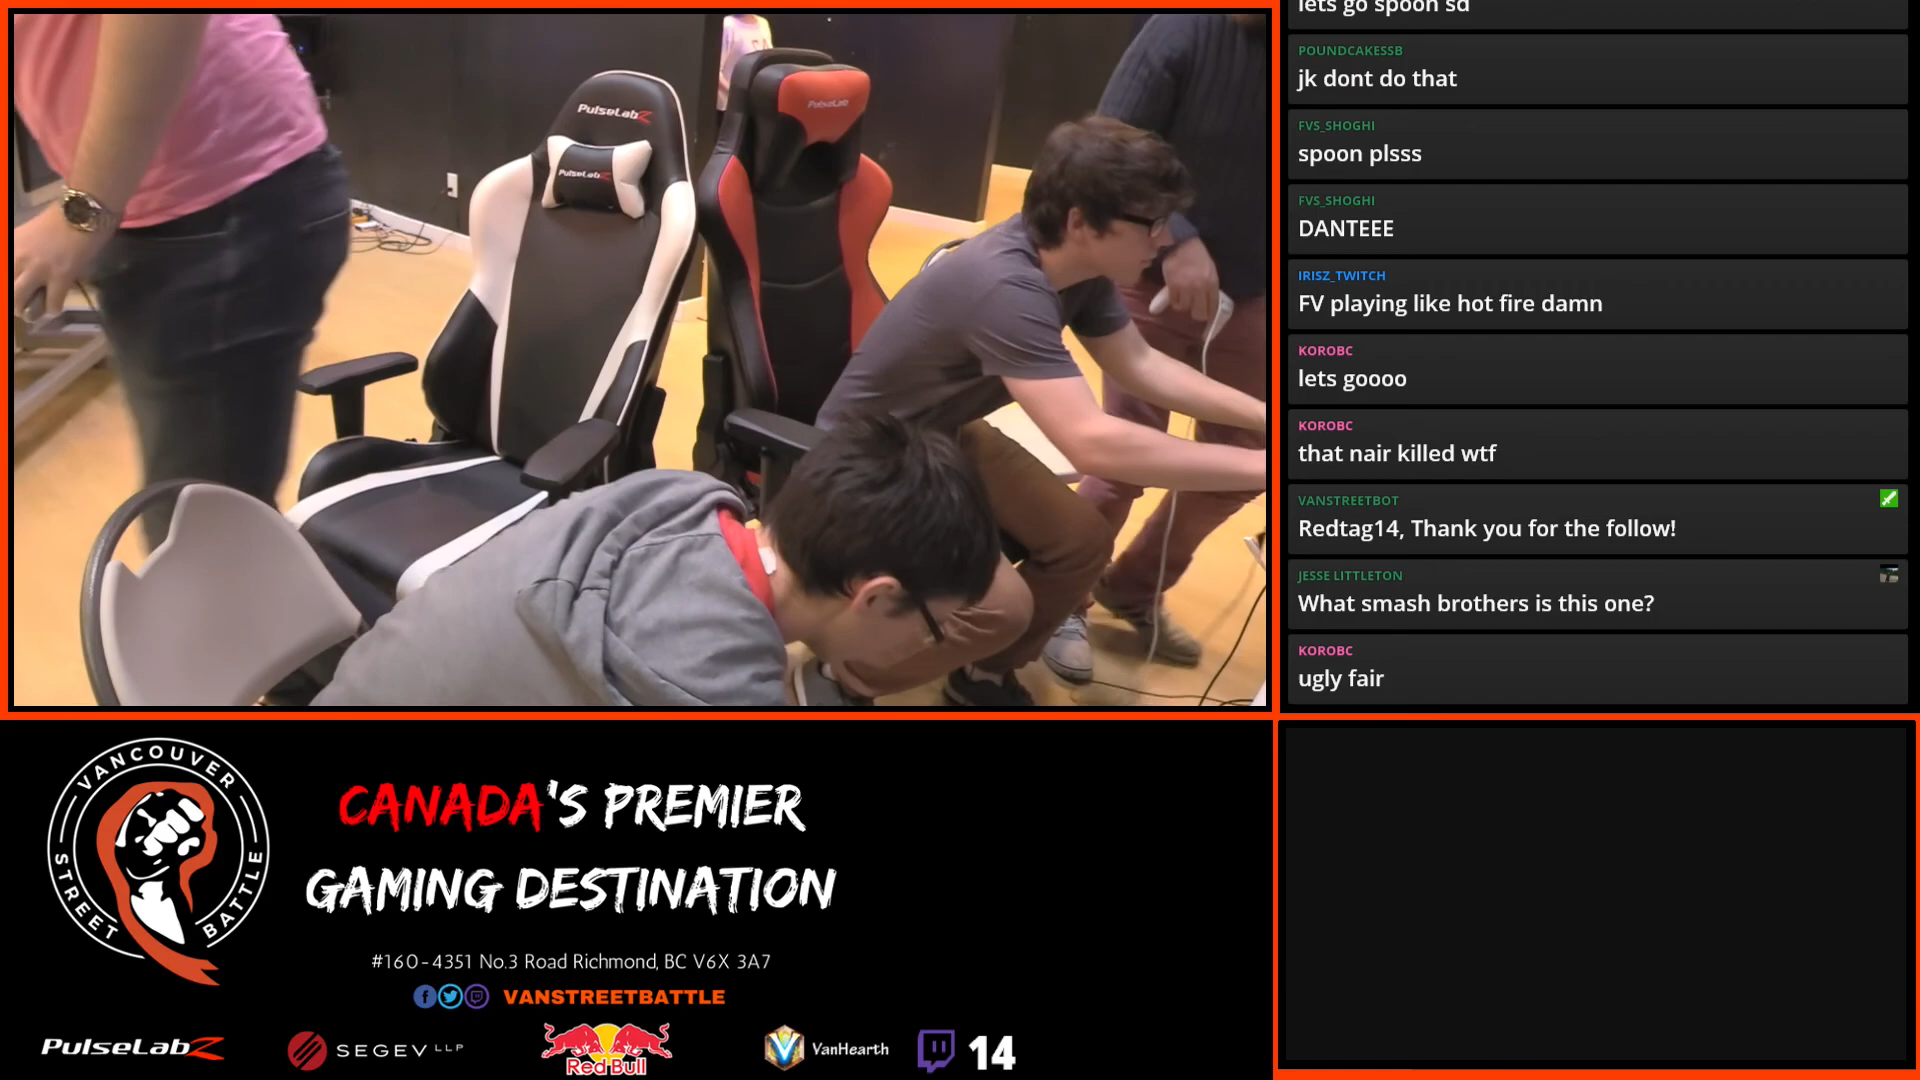 PulseLabz
PulseLabz
PulseLab
lets go spoon sd
POUNDCAKESSB
jk dont do that
FVS_SHOGHI
spoon plsss
FVS_SHOGHI
DANTEEE
IRISZ_TWITCH
FV playing like hot fire damn
KOROBC
lets goooo
KOROBC
that nair killed wtf
VANSTREETBOT
Redtag14, Thank you for the follow!
JESSE LITTLETON
What smash brothers is this one?
KOROBC
ugly fair
VANCOUVER
STREET BATTLE
CANADA'S PREMIER
GAMING DESTINATION
#160-4351 No.3 Road Richmond, BC V6X 3A7
VANSTREETBATTLE
PulseLabz
SEGEV LLP
Red Bull
VanHearth
14